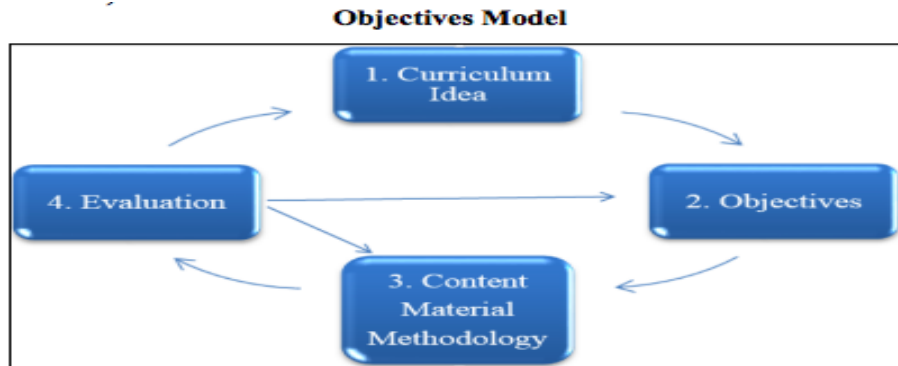 Objectives Model
1. Curriculum
Idea
4. Evaluation
2. Objectives
3. Content
Material
Methodology